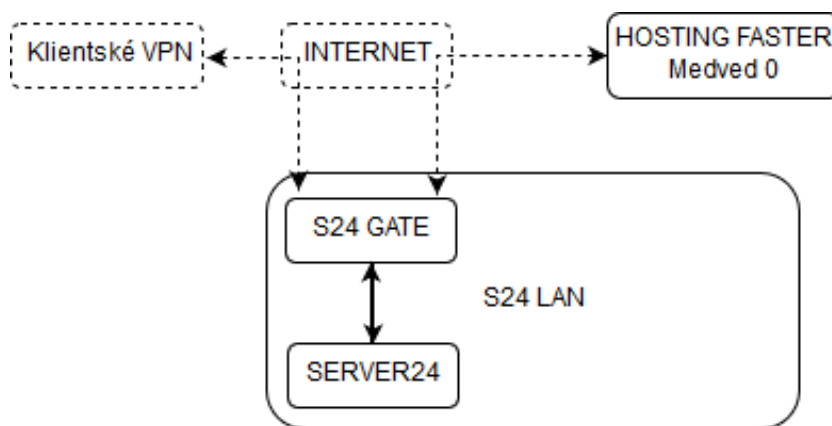 Klientské VPN
INTERNET
HOSTING FASTER
Medved 0
S24 GATE
S24 LAN
SERVER24